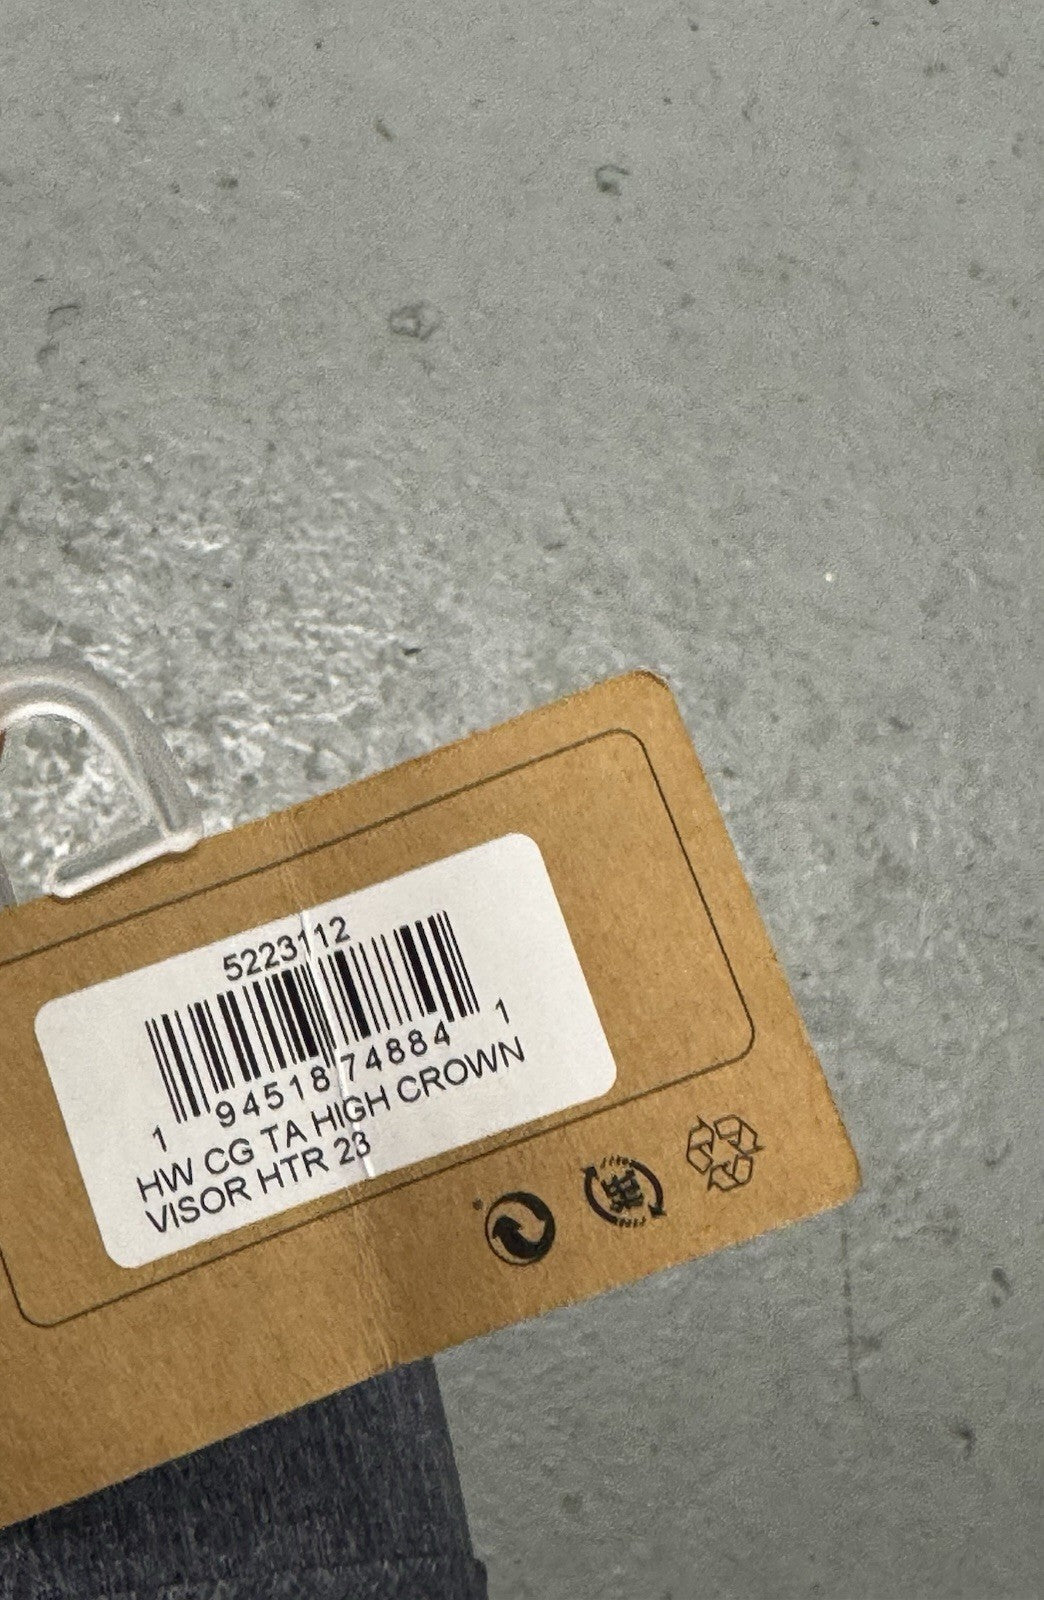 5223112
1 94518 74884 1
HW CG TA HIGH CROWN
VISOR HTR 23